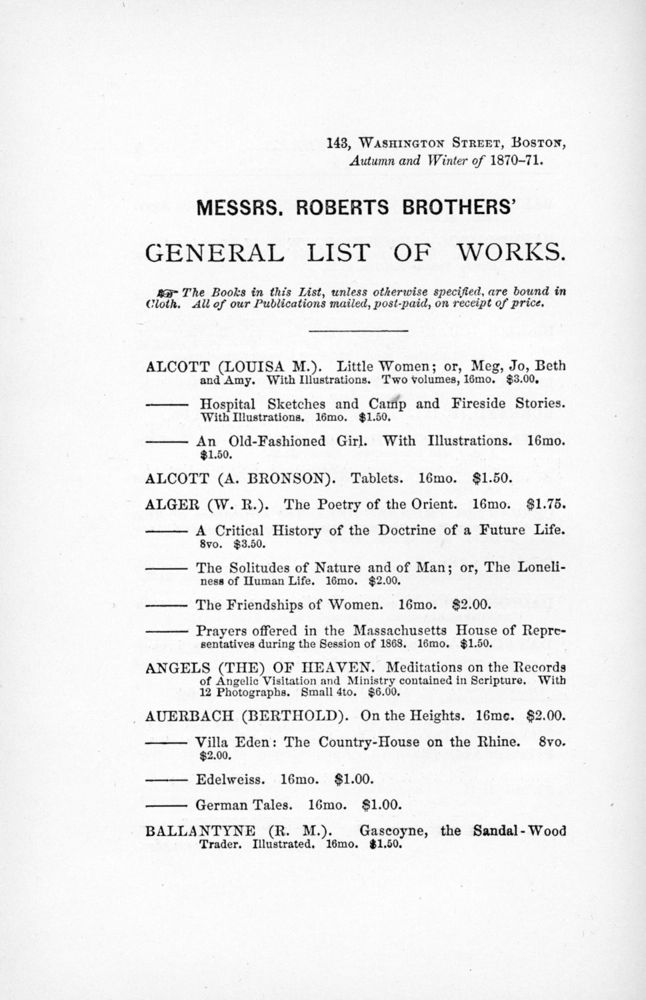 143, Washington Street, Boston,
Autumn and Winter of 1870-71.
MESSRS. ROBERTS BROTHERS'
GENERAL LIST OF WORKS.
☞ The Books in this List, unless otherwise specified, are bound in
Cloth. All of our Publications mailed, post-paid, on receipt of price.
ALCOTT (LOUISA M.). Little Women; or, Meg, Jo, Beth
and Amy. With Illustrations. Two volumes, 16mo. $3.00.
—— Hospital Sketches and Camp and Fireside Stories.
With Illustrations. 16mo. $1.50.
—— An Old-Fashioned Girl. With Illustrations. 16mo.
$1.50.
ALCOTT (A. BRONSON). Tablets. 16mo. $1.50.
ALGER (W. R.). The Poetry of the Orient. 16mo. $1.75.
—— A Critical History of the Doctrine of a Future Life.
8vo. $3.50.
—— The Solitudes of Nature and of Man; or, The Loneli-
ness of Human Life. 16mo. $2.00.
—— The Friendships of Women. 16mo. $2.00.
—— Prayers offered in the Massachusetts House of Repre-
sentatives during the Session of 1868. 16mo. $1.50.
ANGELS (THE) OF HEAVEN. Meditations on the Records
of Angelic Visitation and Ministry contained in Scripture. With
12 Photographs. Small 4to. $6.00.
AUERBACH (BERTHOLD). On the Heights. 16mo. $2.00.
—— Villa Eden: The Country-House on the Rhine. 8vo.
$2.00.
—— Edelweiss. 16mo. $1.00.
—— German Tales. 16mo. $1.00.
BALLANTYNE (R. M.). Gascoyne, the Sandal-Wood
Trader. Illustrated. 16mo. $1.50.